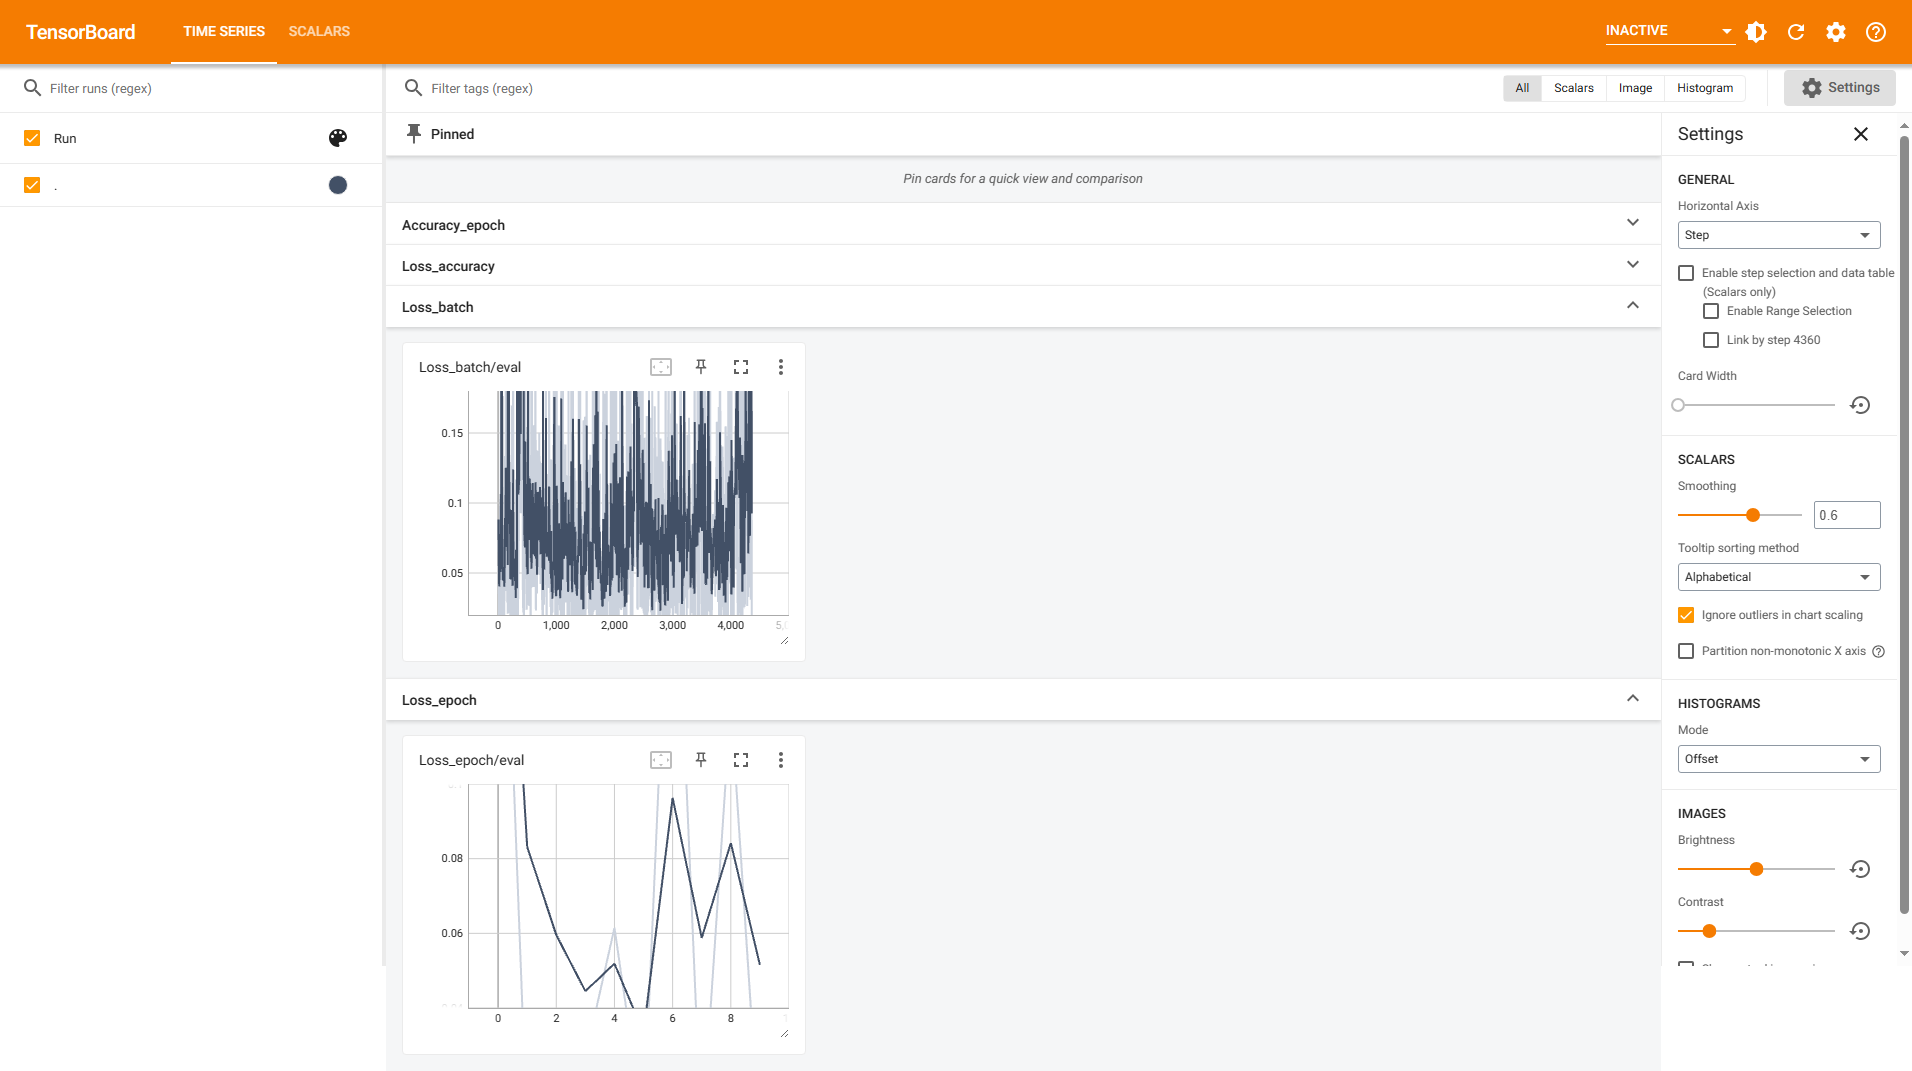 TensorBoard
TIME SERIES
SCALARS
INACTIVE
Filter runs (regex)
Filter tags (regex)
All
Scalars
Image
Histogram
Settings
Run
.
Pinned
Pin cards for a quick view and comparison
Accuracy_epoch
Loss_accuracy
Loss_batch
Loss_batch/eval
0.15
0.1
0.05
0 1,000 2,000 3,000 4,000
Loss_epoch
Loss_epoch/eval
0.08
0.06
0 2 4 6 8
Settings
GENERAL
Horizontal Axis
Step
Enable step selection and data table
(Scalars only)
Enable Range Selection
Link by step 4360
Card Width
SCALARS
Smoothing
0.6
Tooltip sorting method
Alphabetical
Ignore outliers in chart scaling
Partition non-monotonic X axis
HISTOGRAMS
Mode
Offset
IMAGES
Brightness
Contrast